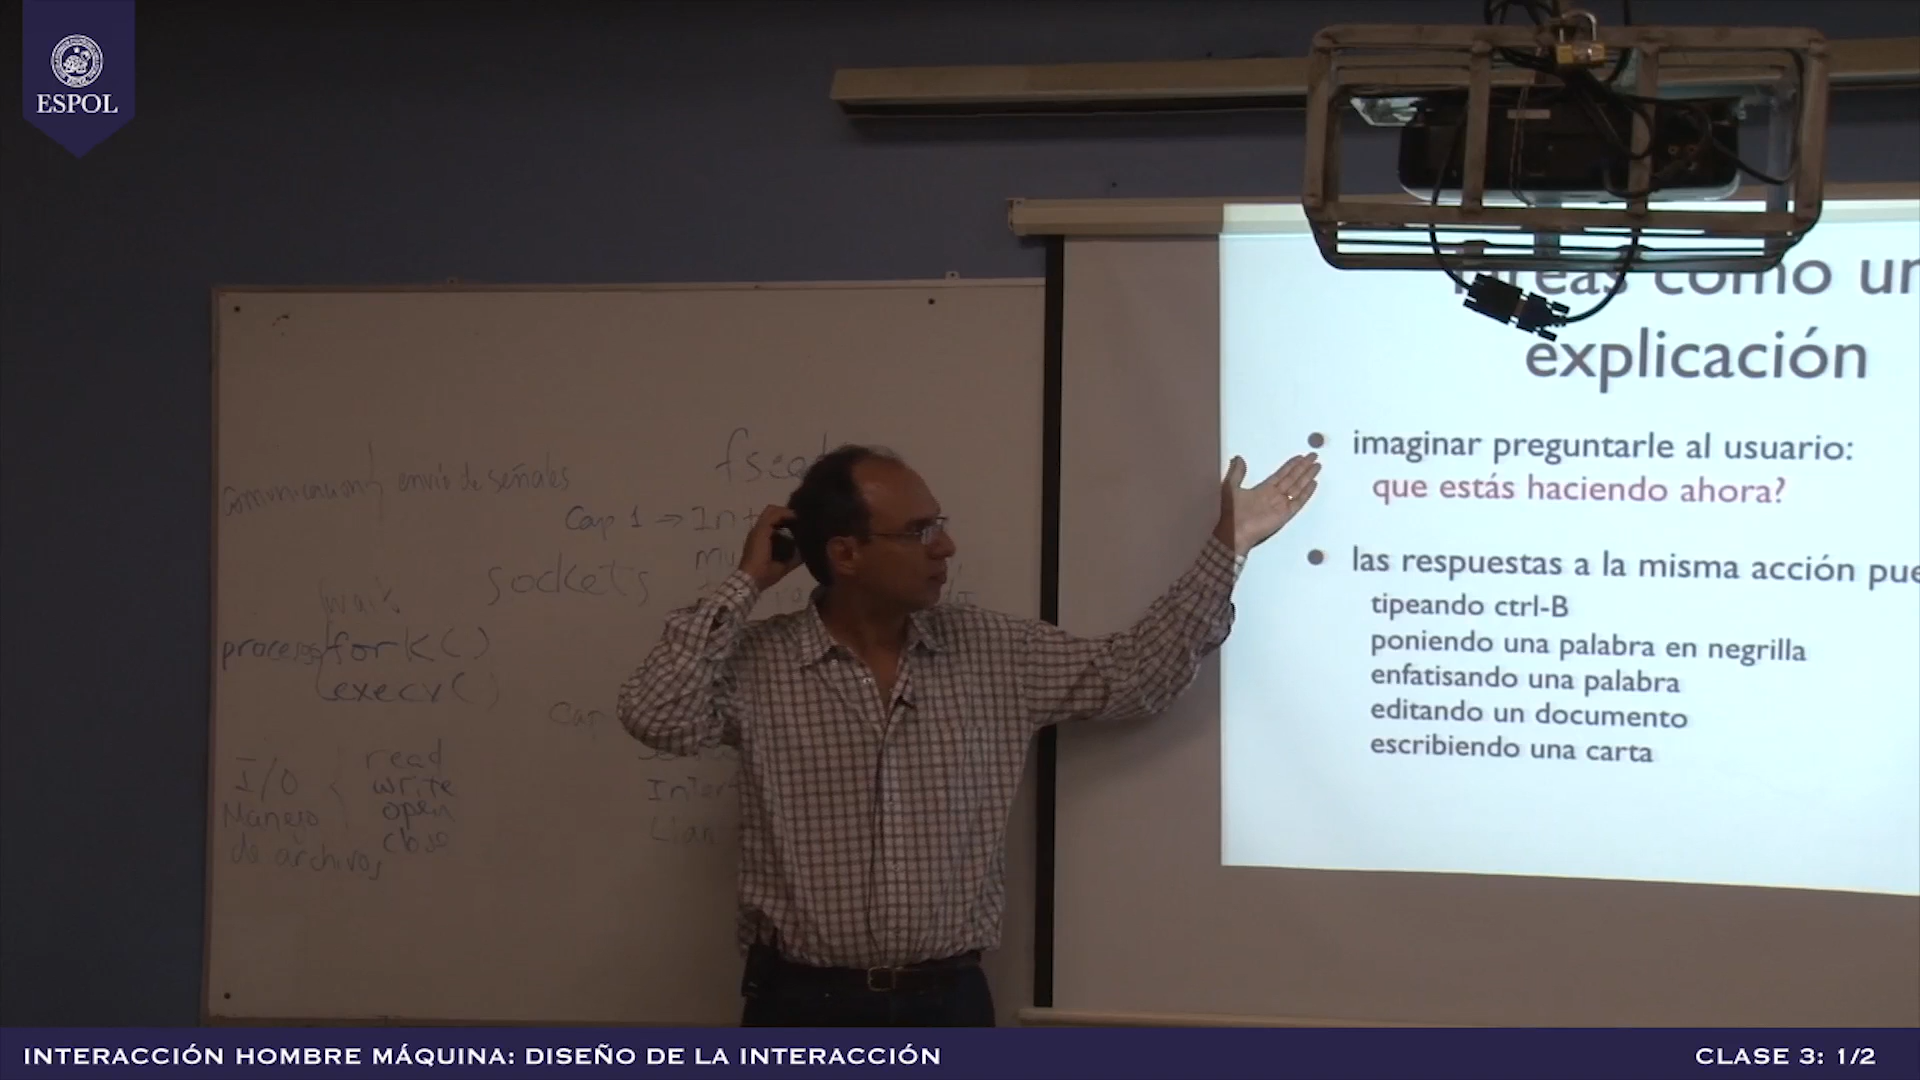 ESPOL
como un
explicación
imaginar preguntarle al usuario:
que estás haciendo ahora?
las respuestas a la misma acción
tipeando ctrl-B
poniendo una palabra en negrilla
enfatisando una palabra
editando un documento
escribiendo una carta
envío de señales
Cap 1 →
sockets
wait
fork()
execv()
I/O
read
write
open
close
Manejo
de archivos
INTERACCIÓN HOMBRE MÁQUINA: DISEÑO DE LA INTERACCIÓN
CLASE 3: 1/2